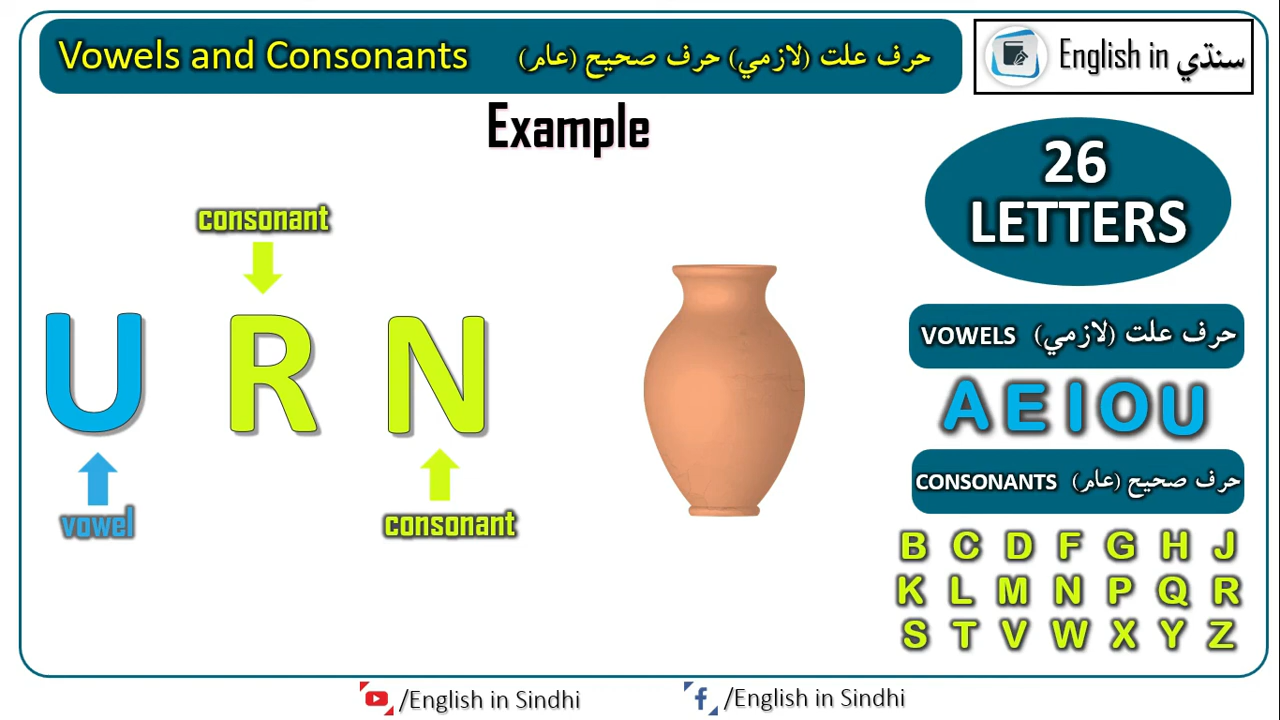 Vowels and Consonants حرف علت (لازمي) حرف صحيح (عام)
English in سنڌي
Example
26
LETTERS
consonant
U R N
vowel
consonant
VOWELS حرف علت (لازمي)
A E I O U
CONSONANTS حرف صحيح (عام)
B C D F G H J
K L M N P Q R
S T V W X Y Z
/English in Sindhi
/English in Sindhi